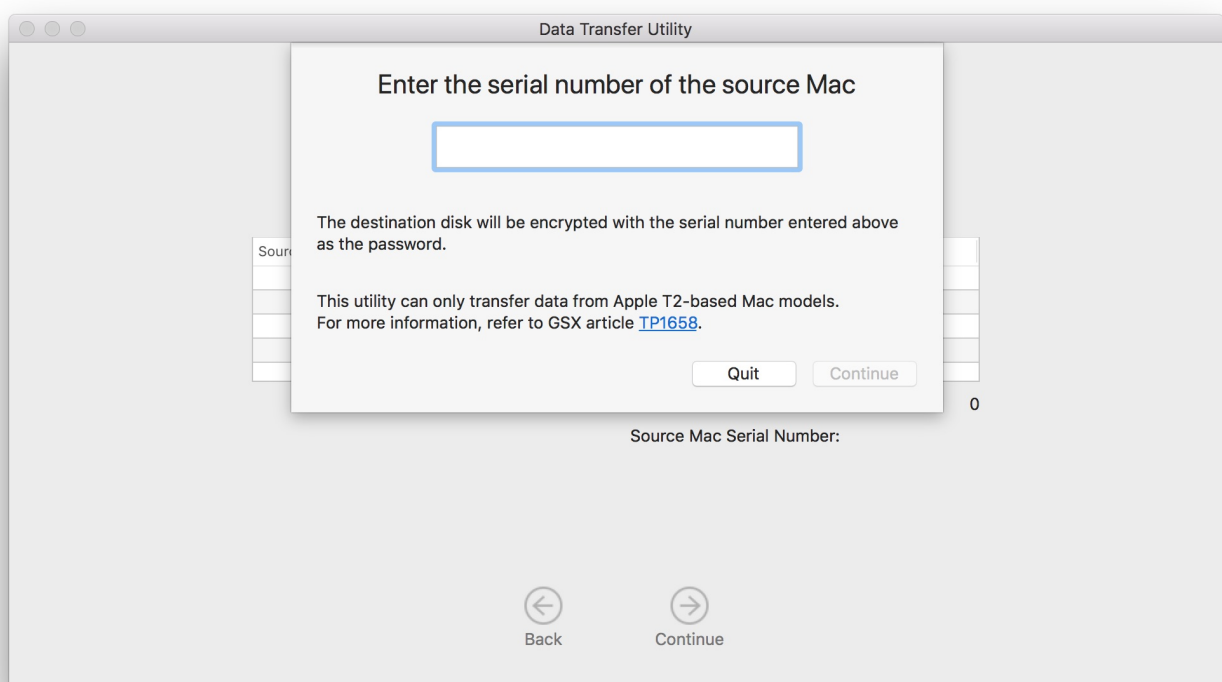 Data Transfer Utility
Enter the serial number of the source Mac
The destination disk will be encrypted with the serial number entered above
as the password.
This utility can only transfer data from Apple T2-based Mac models.
For more information, refer to GSX article TP1658.
Quit
Continue
0
Source Mac Serial Number:
Back
Continue